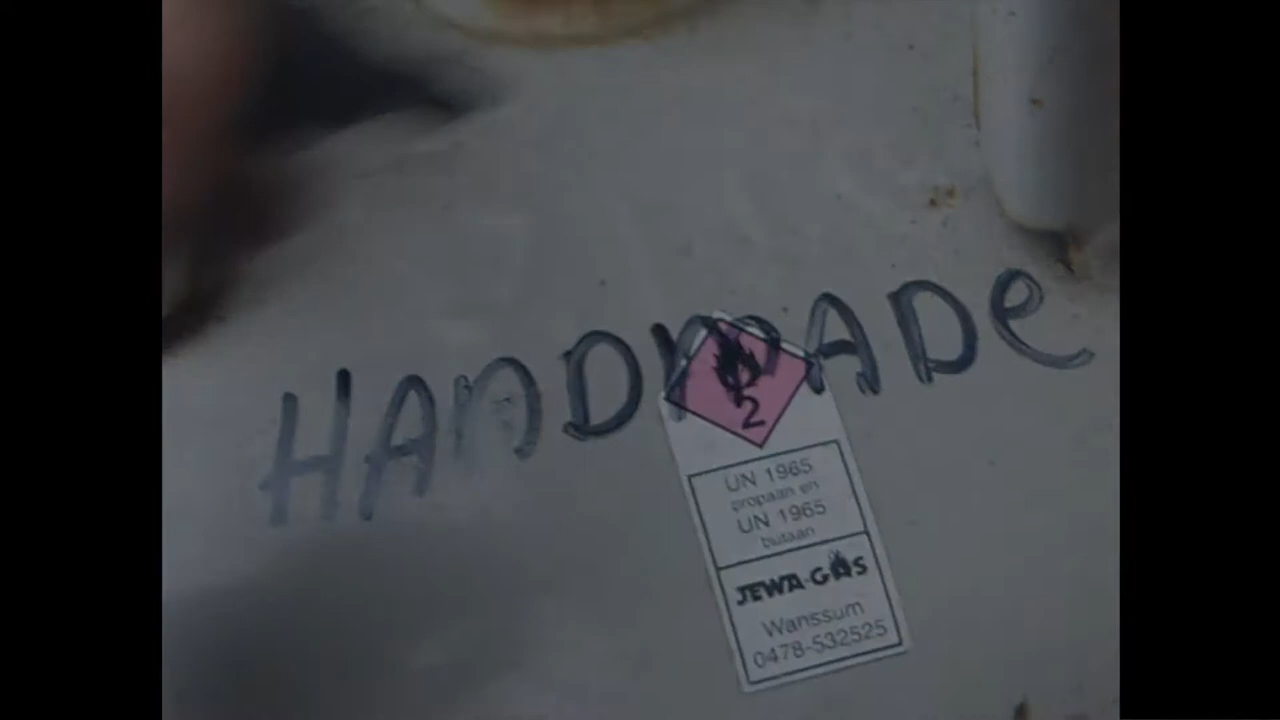 HANDMADe
2
UN 1965
propaan en
UN 1965
butaan
JEWA-GAS
Wanssum
0478-532525